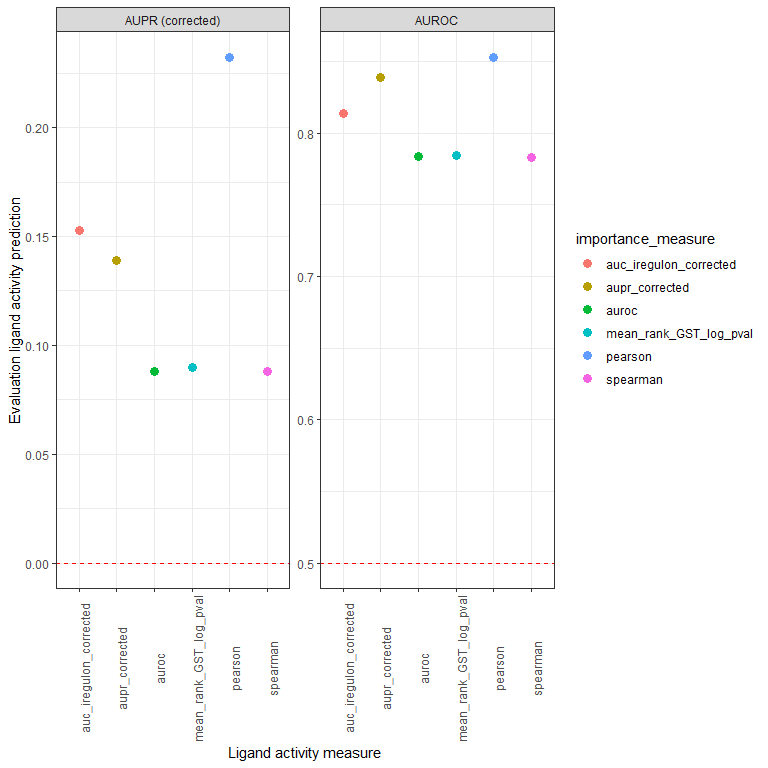 AUPR (corrected)
AUROC
Evaluation ligand activity prediction
0.20
0.15
0.10
0.05
0.00
0.8
0.7
0.6
0.5
auc_iregulon_corrected
aupr_corrected
auroc
mean_rank_GST_log_pval
pearson
spearman
auc_iregulon_corrected
aupr_corrected
auroc
mean_rank_GST_log_pval
pearson
spearman
Ligand activity measure
importance_measure
auc_iregulon_corrected
aupr_corrected
auroc
mean_rank_GST_log_pval
pearson
spearman